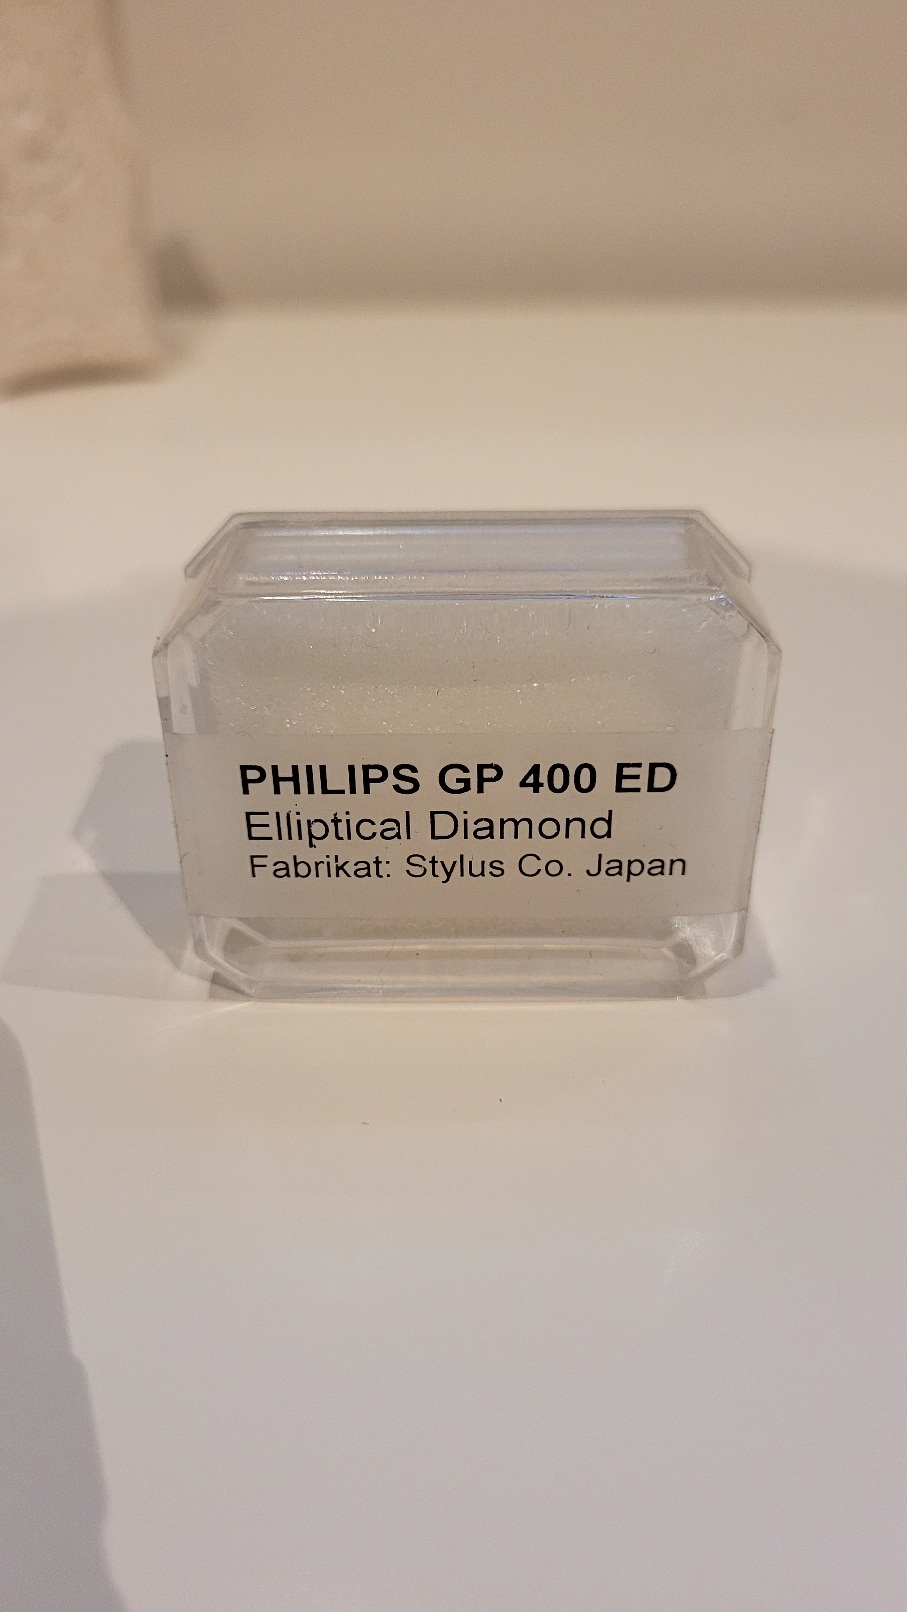 PHILIPS GP 400 ED
Elliptical Diamond
Fabrikat: Stylus Co. Japan